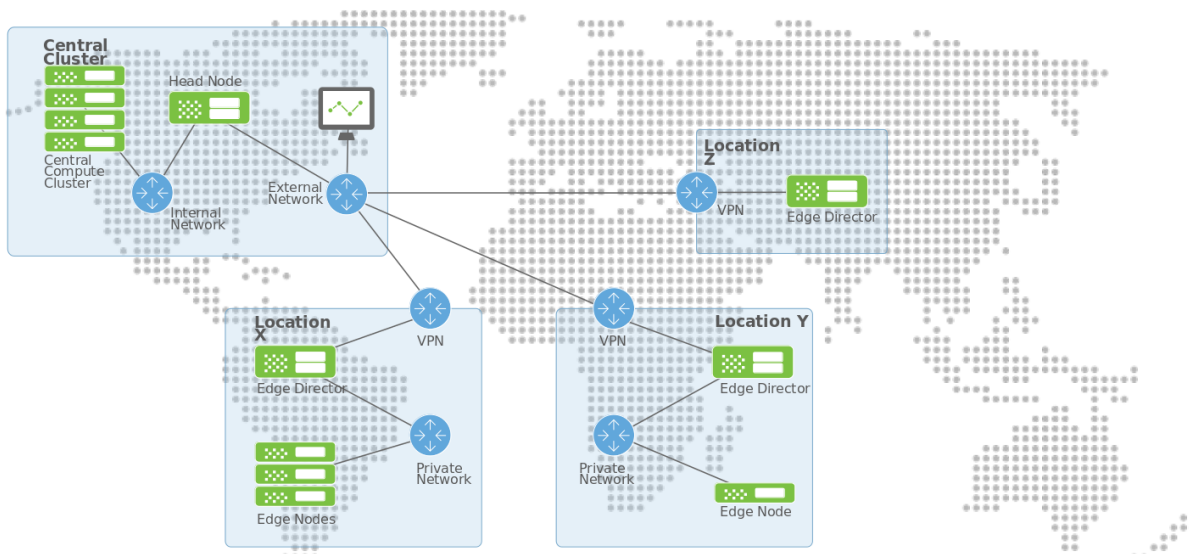 Central
Cluster
Head Node
Central
Compute
Cluster
Internal
Network
External
Network
Location
Z
VPN
Edge Director
Location
X
VPN
Edge Director
Private
Network
Edge Nodes
Location Y
VPN
Edge Director
Private
Network
Edge Node